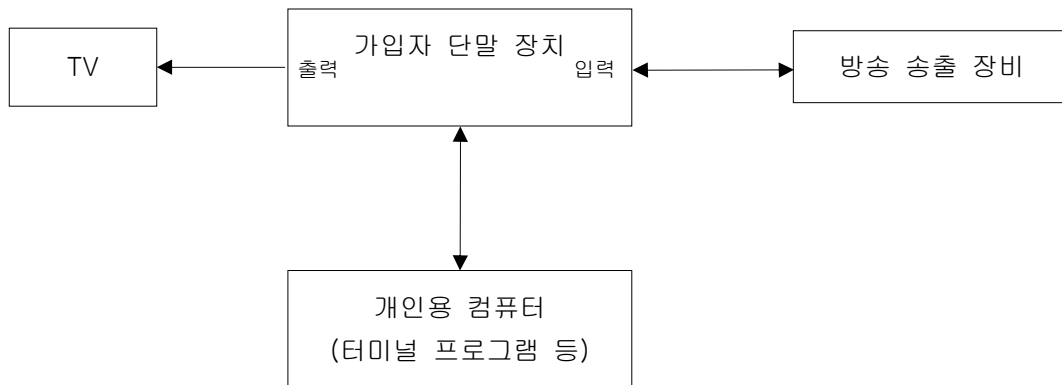 TV
가입자 단말 장치
출력
입력
방송 송출 장비
개인용 컴퓨터
(터미널 프로그램 등)